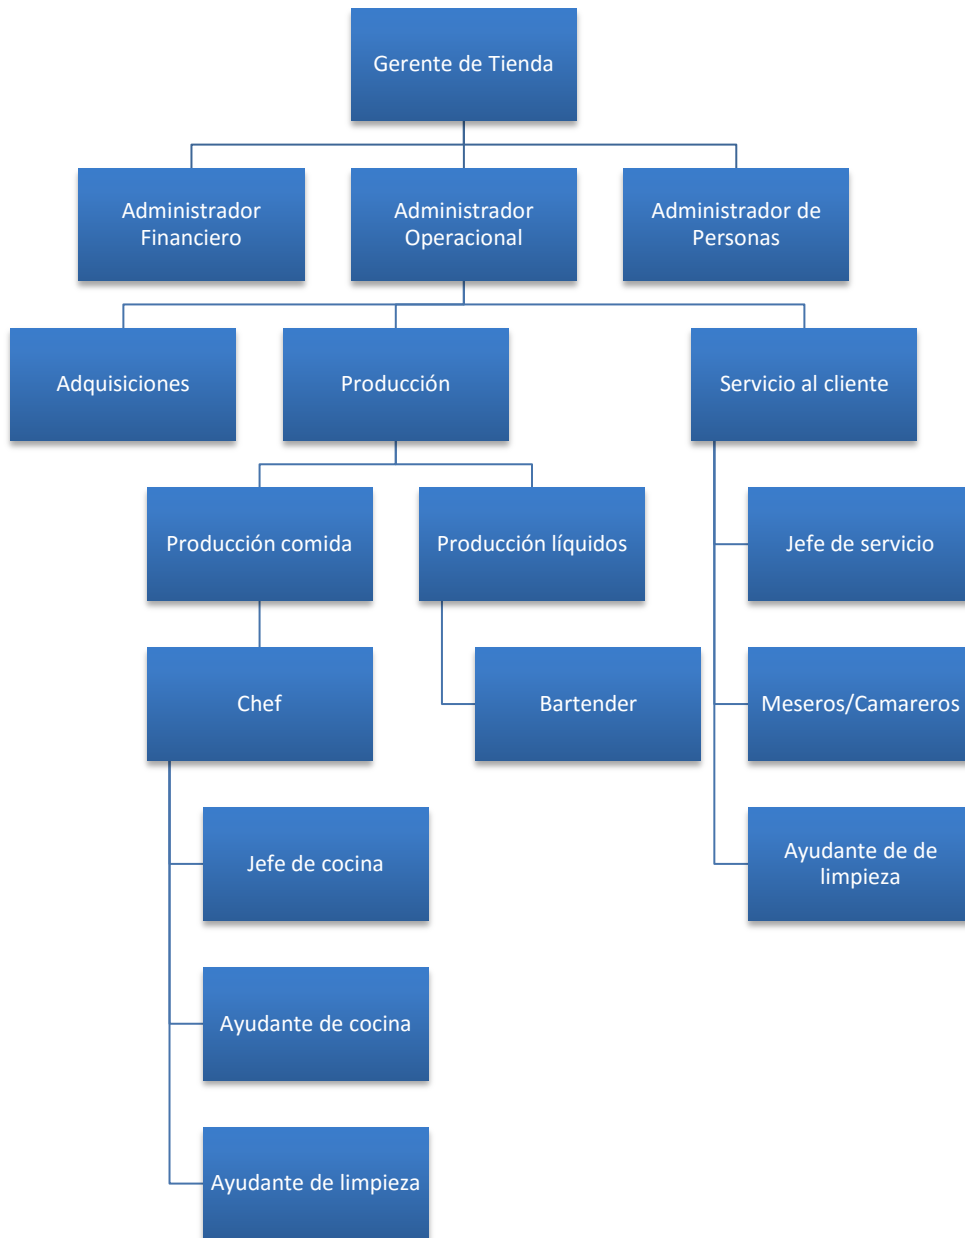 Gerente de Tienda
Administrador
Financiero
Administrador
Operacional
Administrador de
Personas
Adquisiciones
Producción
Servicio al cliente
Producción comida
Producción líquidos
Jefe de servicio
Chef
Bartender
Meseros/Camareros
Jefe de cocina
Ayudante de de
limpieza
Ayudante de cocina
Ayudante de limpieza